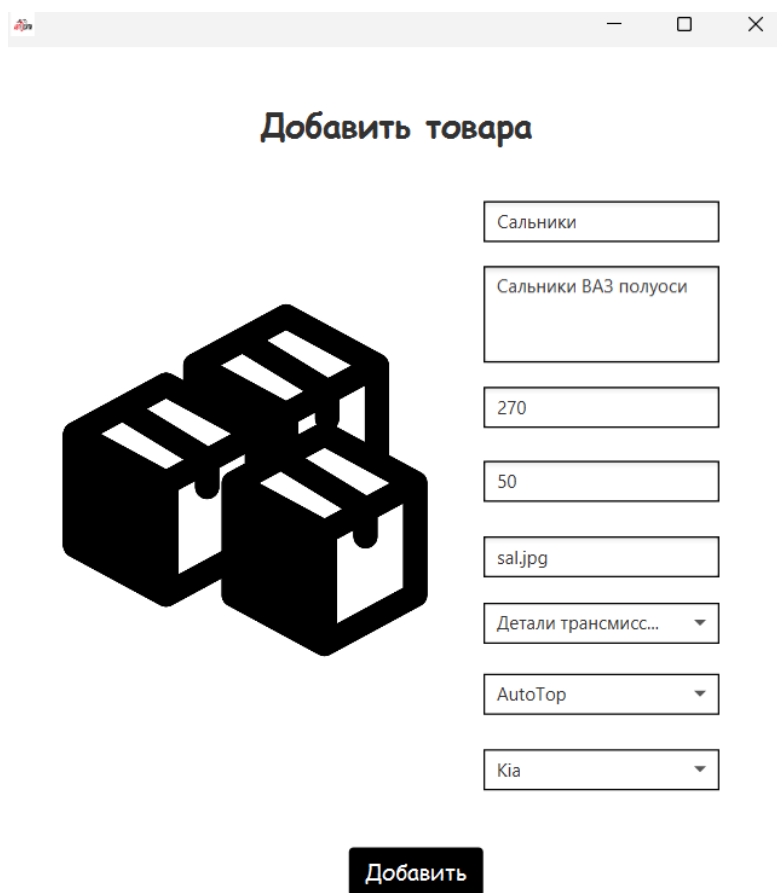 Добавить товара
Сальники
Сальники ВАЗ полуоси
270
50
sal.jpg
Детали трансмисс...
AutoTop
Kia
Добавить